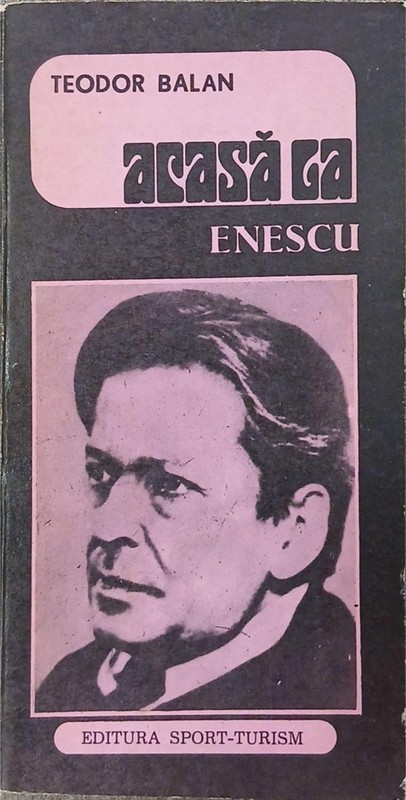 TEODOR BALAN
acasă la
ENESCU
EDITURA SPORT-TURISM